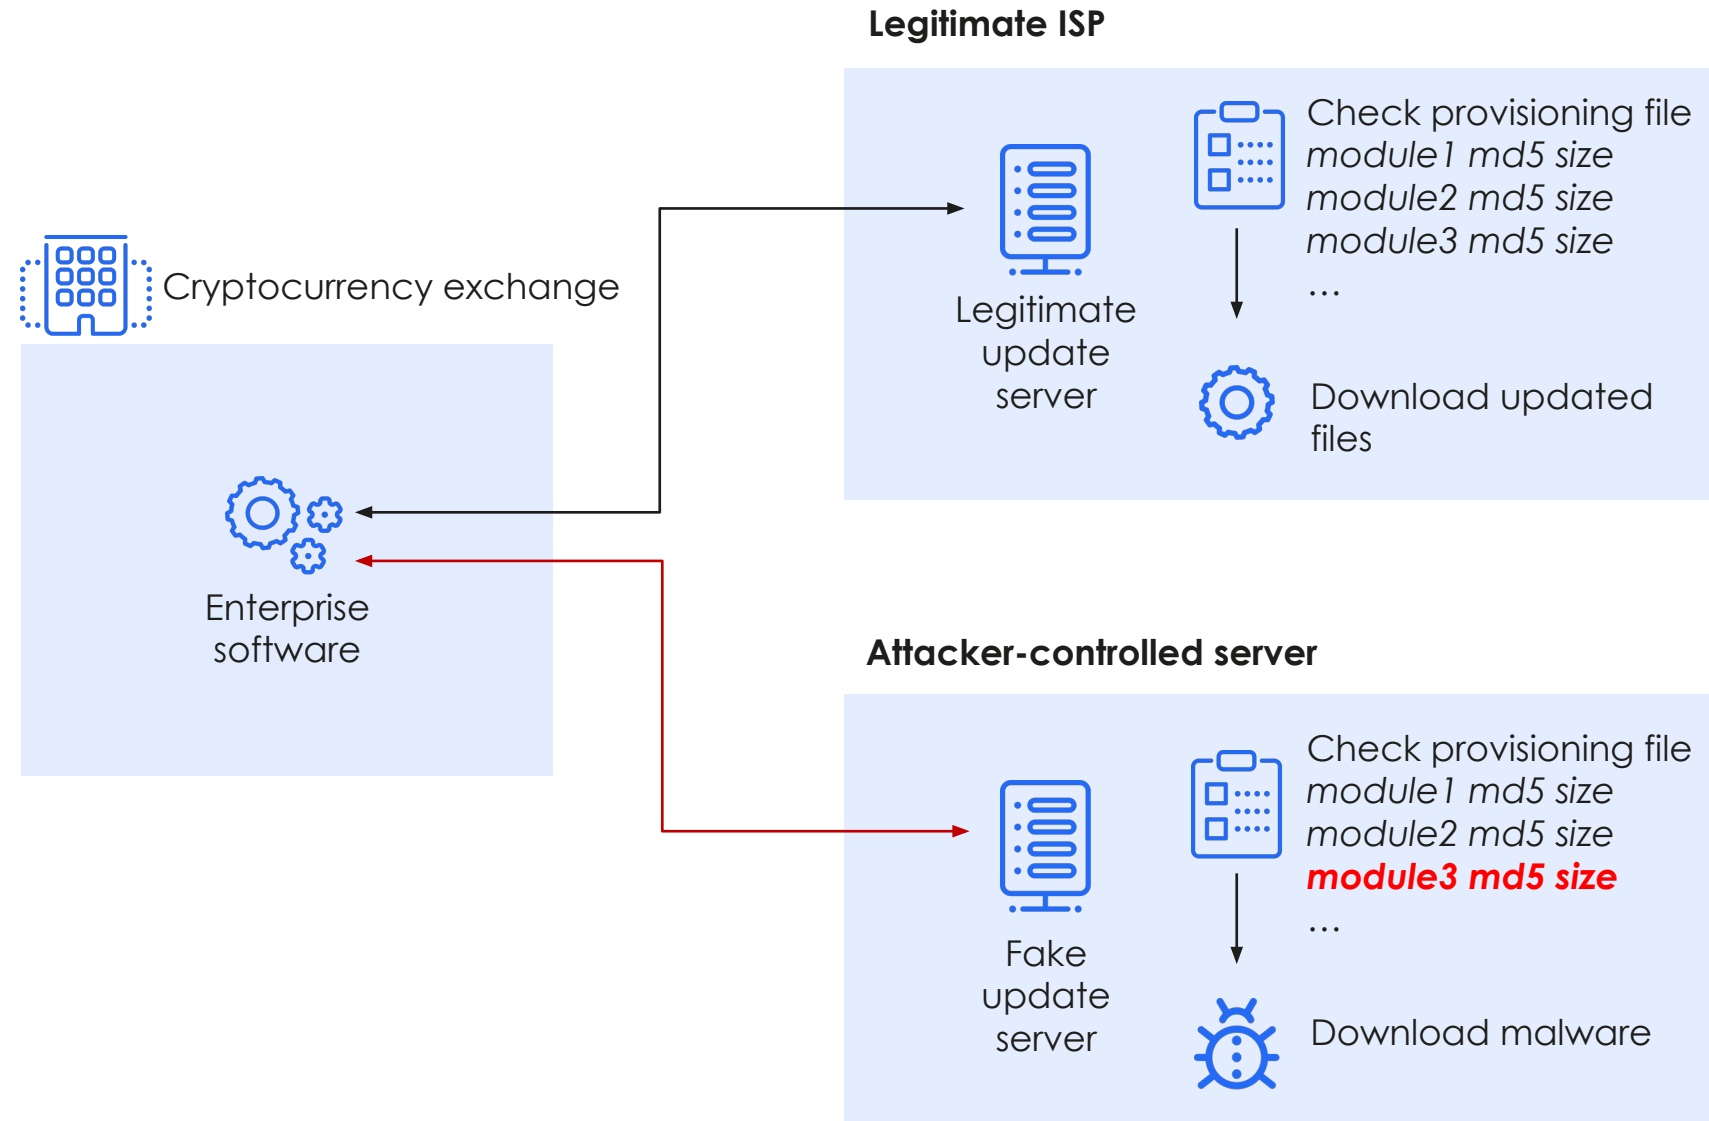 Legitimate ISP
Check provisioning file
module1 md5 size
module2 md5 size
module3 md5 size
…
Legitimate
update
server
Download updated
files
Cryptocurrency exchange
Enterprise
software
Attacker-controlled server
Check provisioning file
module1 md5 size
module2 md5 size
module3 md5 size
…
Fake
update
server
Download malware